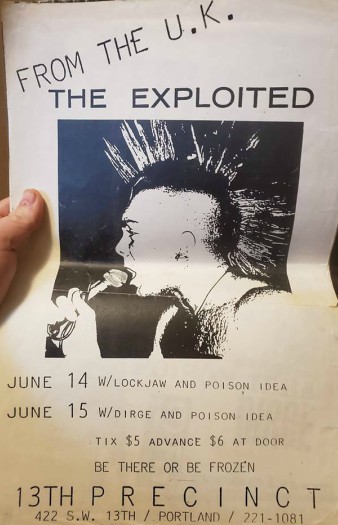 FROM THE U.K.
THE EXPLOITED
JUNE 14 W/LOCKJAW AND POISON IDEA
JUNE 15 W/DIRGE AND POISON IDEA
TIX $5 ADVANCE $6 AT DOOR
BE THERE OR BE FROZEN
13TH PRECINCT
422 S.W. 13TH / PORTLAND / 221-1081